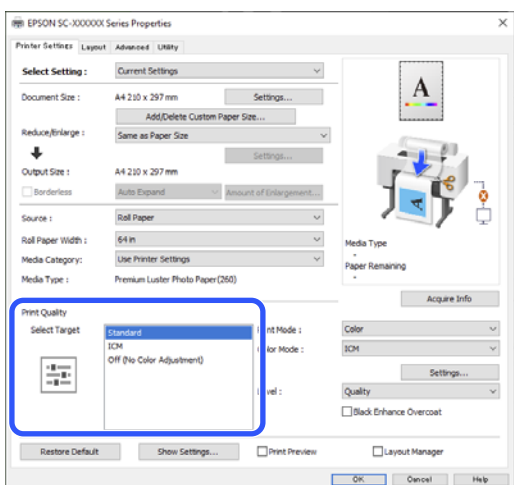 EPSON SC-XXXXXX Series Properties
Printer Settings Layout Advanced Utility
Select Setting : Current Settings
Document Size : A4 210 x 297 mm Settings...
Add/Delete Custom Paper Size...
Reduce/Enlarge : Same as Paper Size
Settings...
Output Size : A4 210 x 297 mm
Borderless Auto Expand Amount of Enlargement...
Source : Roll Paper
Roll Paper Width : 64 in
Media Category: Use Printer Settings
Media Type : Premium Luster Photo Paper(260)
A
A
Media Type
-
Paper Remaining
-
Acquire Info
Print Quality
Select Target Standard
ICM
Off (No Color Adjustment)
nt Mode : Color
lor Mode : ICM
Settings...
vel : Quality
Black Enhance Overcoat
Restore Default Show Settings... Print Preview Layout Manager
OK Cancel Help